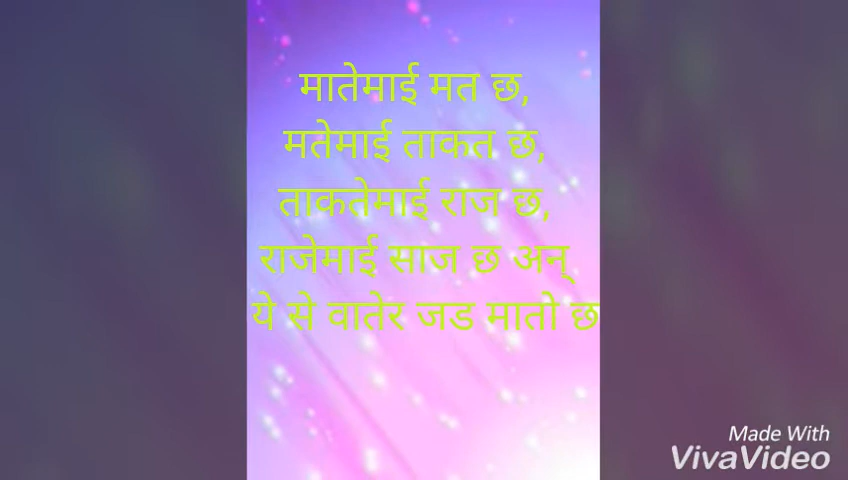 मातेमाई मत छ,
मतेमाई ताकत छ,
ताकतेमाई राज छ,
राजेमाई साज छ अन्
ये से वातेर जड मातो छ
Made With
VivaVideo